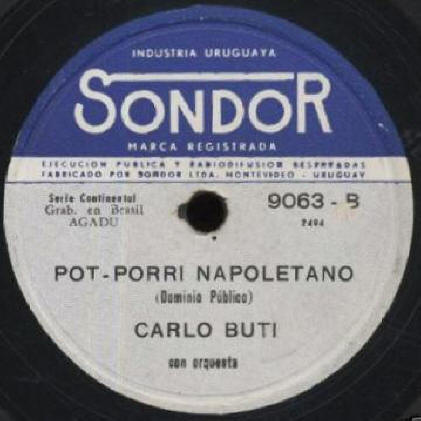 INDUSTRIA URUGUAYA
SONDOR
MARCA REGISTRADA
EJECUCION PUBLICA Y RADIODIFUSION RESERVADAS
FABRICADO POR SONDOR LTDA. MONTEVIDEO - URUGUAY
Serie Continental
Grab. en Brasil
AGADU
9063 - B
P494
POT-PORRI NAPOLETANO
(Dominio Público)
CARLO BUTI
con orquesta